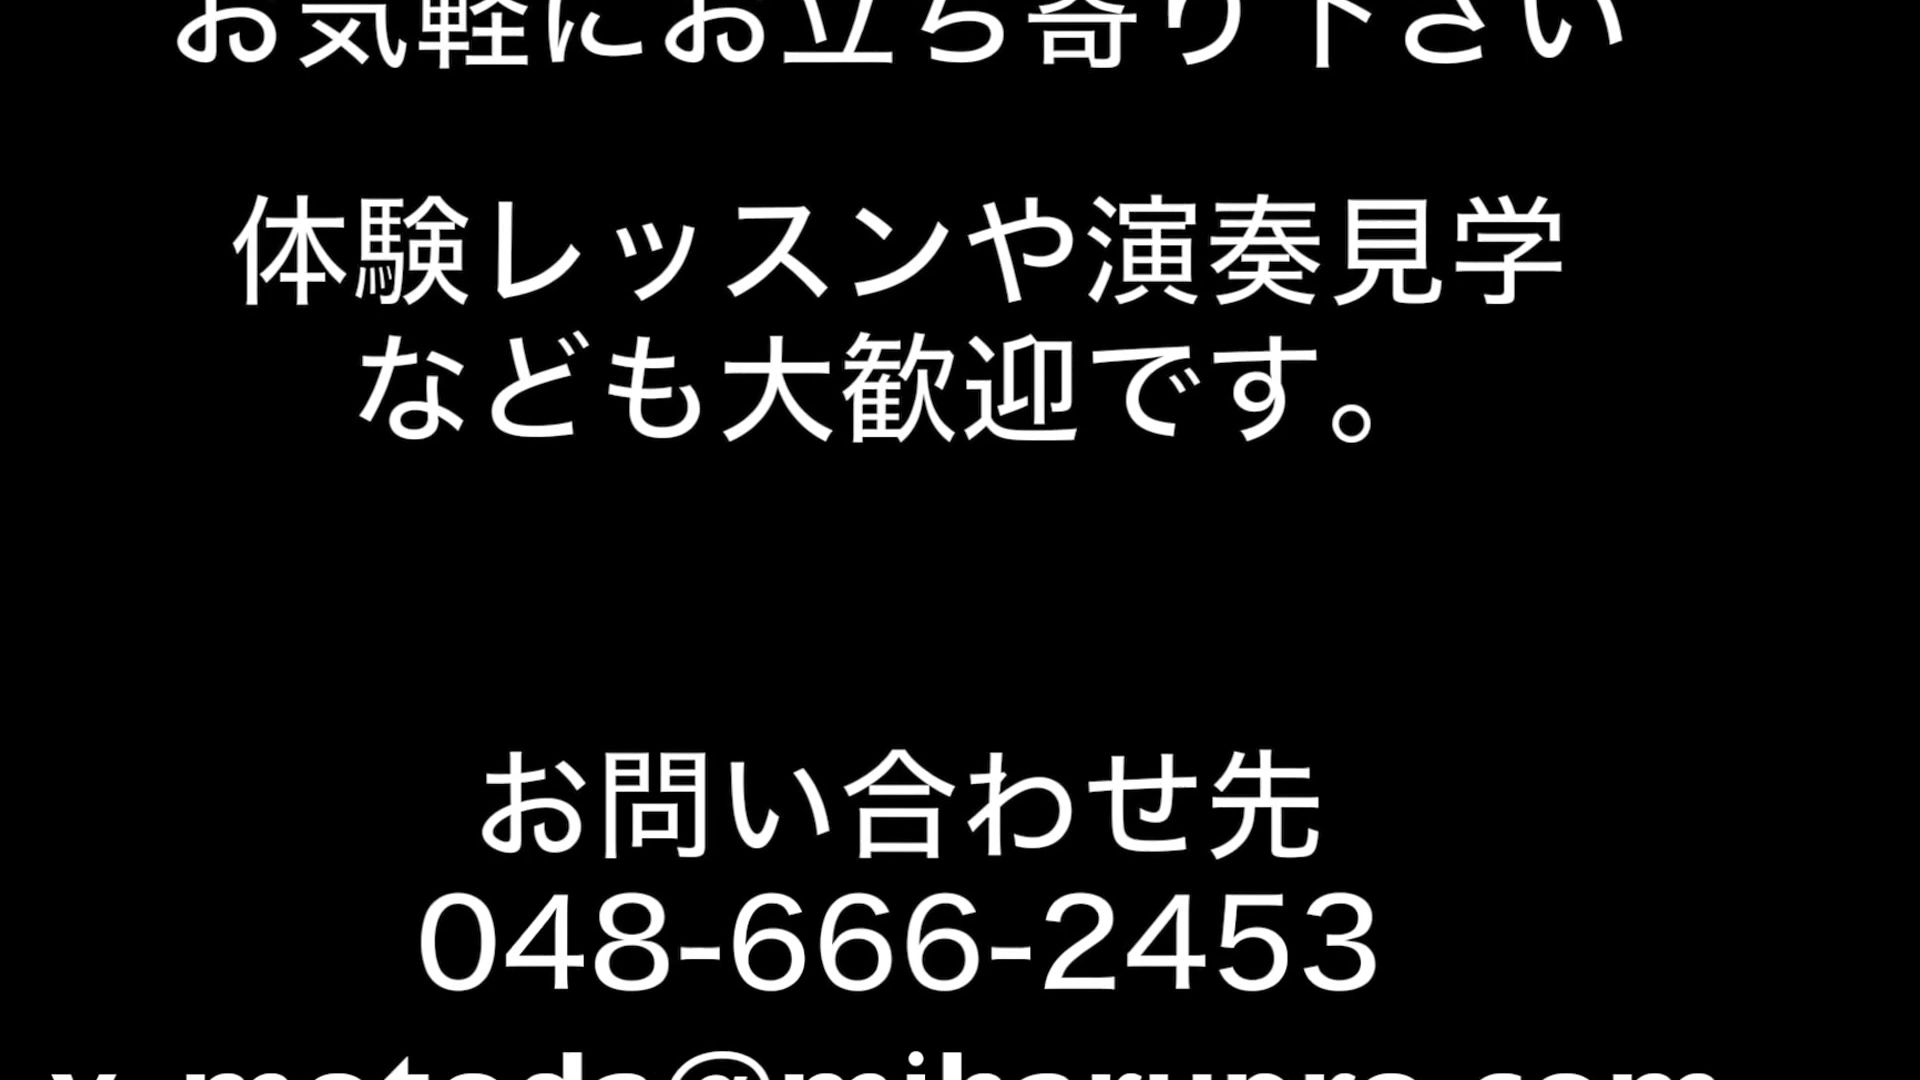 お気軽にお立ち寄り下さい
体験レッスンや演奏見学
なども大歓迎です。
お問い合わせ先
048-666-2453